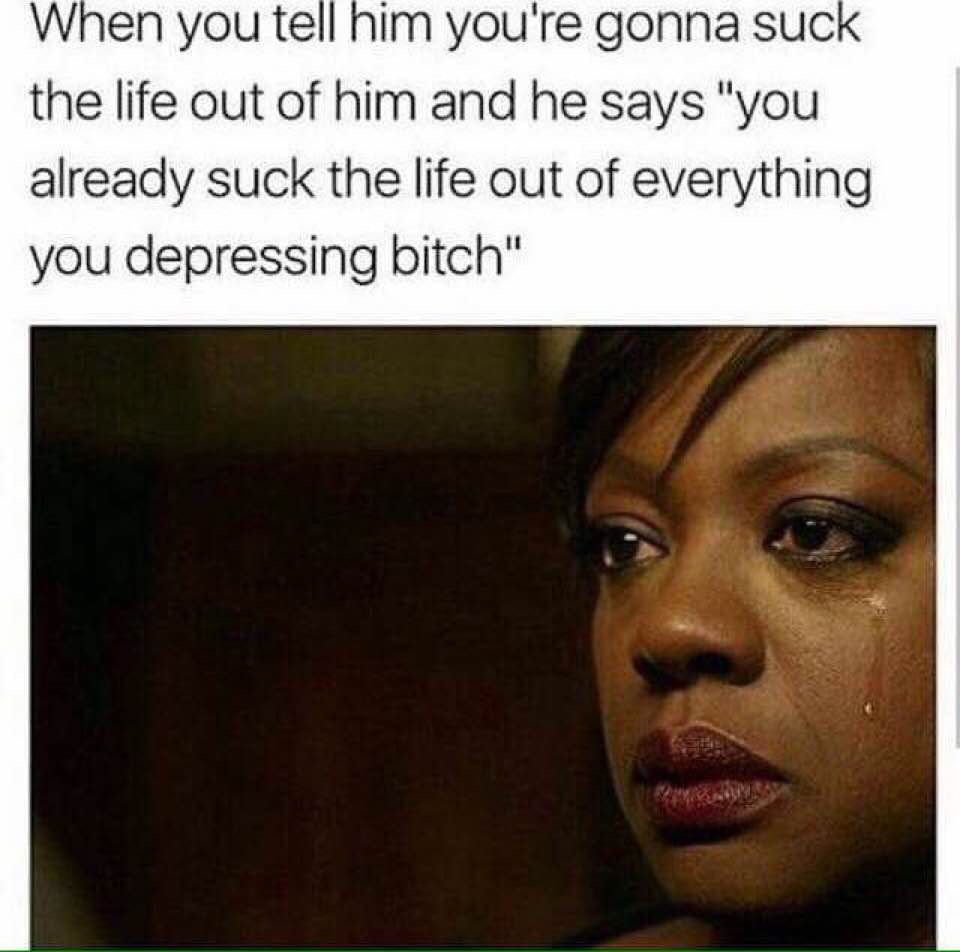 When you tell him you're gonna suck
the life out of him and he says "you
already suck the life out of everything
you depressing bitch"